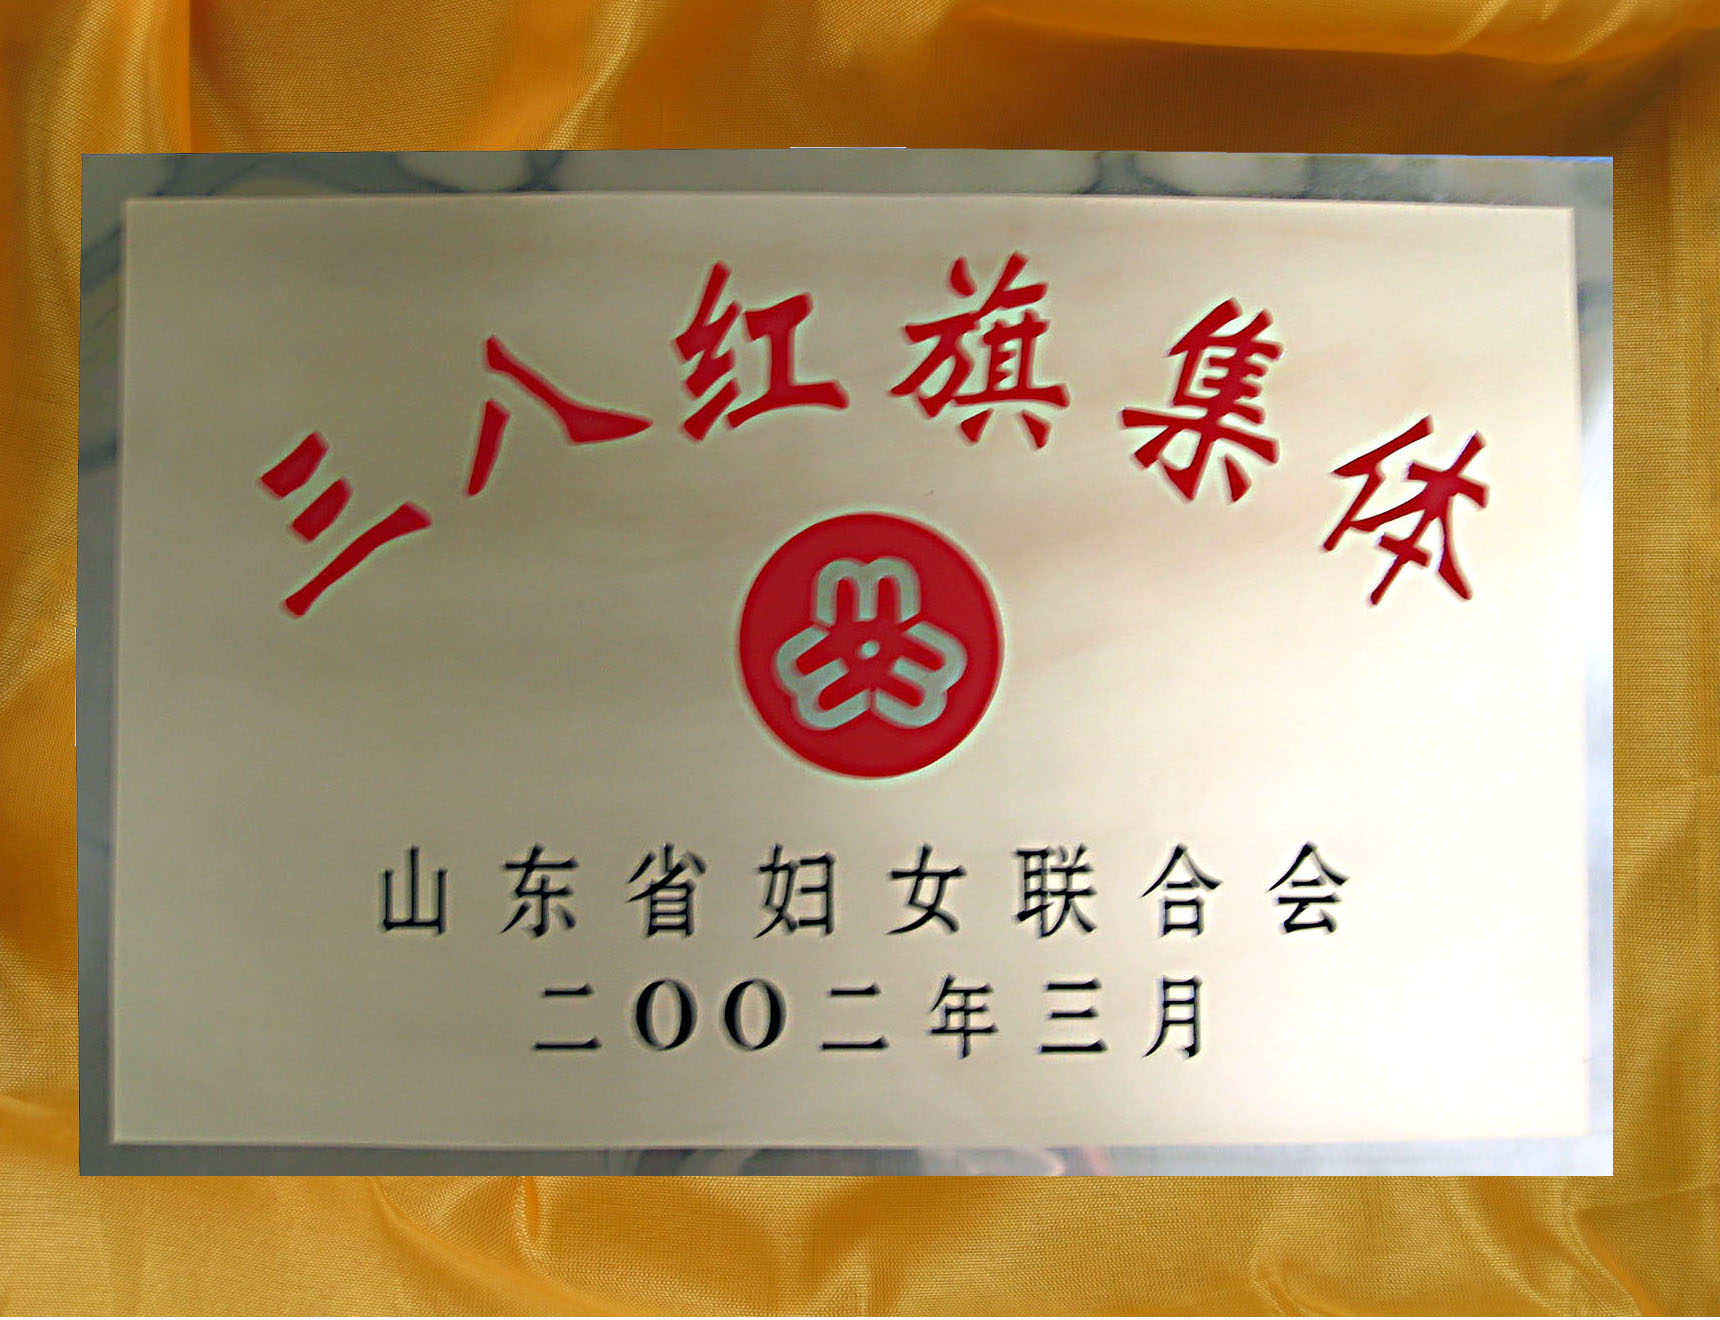 三八红旗集体
山东省妇女联合会
二OO二年三月